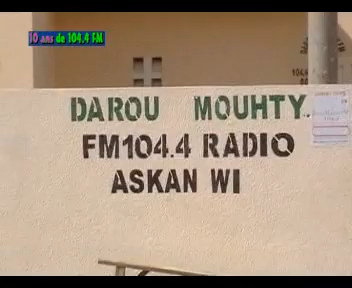 10 ans de 104.4 FM
DAROU MOUHTY
FM104.4 RADIO
ASKAN WI